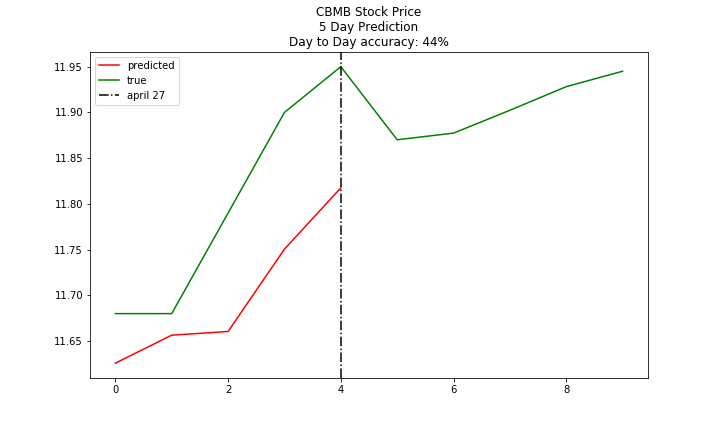 CBMB Stock Price
5 Day Prediction
Day to Day accuracy: 44%
predicted
true
april 27
11.95
11.90
11.85
11.80
11.75
11.70
11.65
0 2 4 6 8